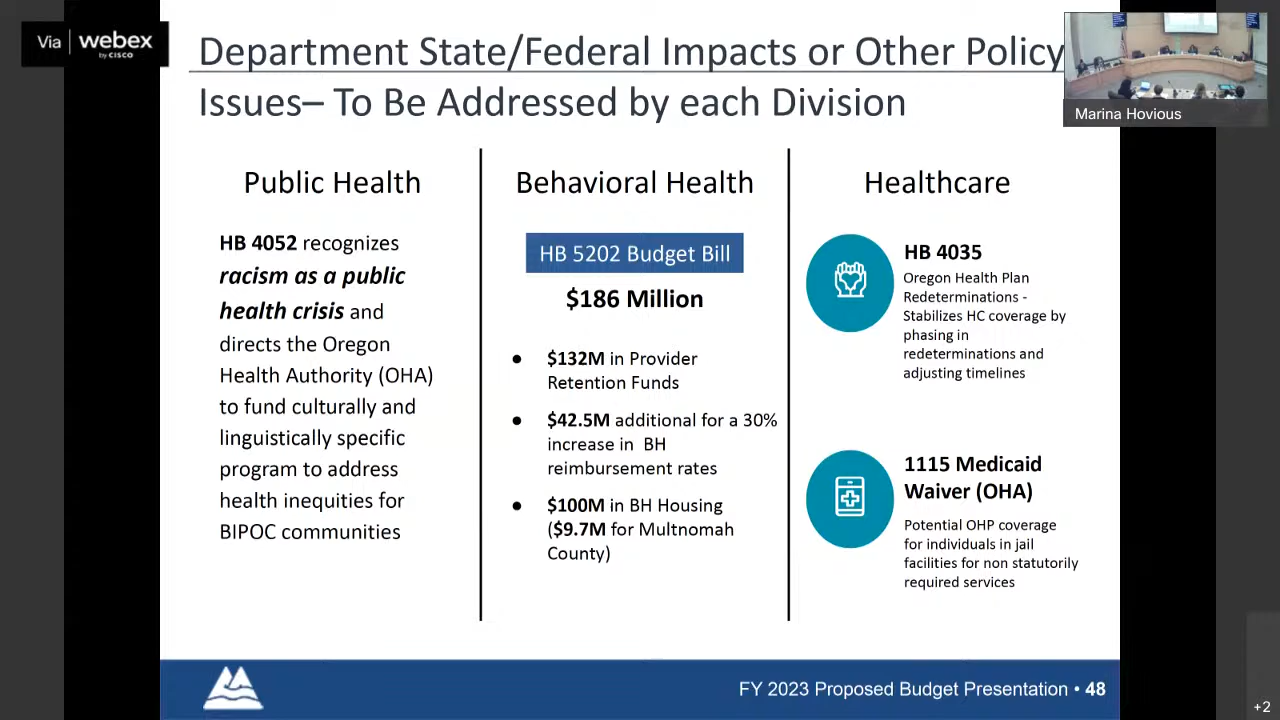 Via webex
by CISCO
Department State/Federal Impacts or Other Policy
Issues– To Be Addressed by each Division
Marina Hovious
Public Health
HB 4052 recognizes
racism as a public
health crisis and
directs the Oregon
Health Authority (OHA)
to fund culturally and
linguistically specific
program to address
health inequities for
BIPOC communities
Behavioral Health
HB 5202 Budget Bill
$186 Million
● $132M in Provider
Retention Funds
● $42.5M additional for a 30%
increase in BH
reimbursement rates
● $100M in BH Housing
($9.7M for Multnomah
County)
Healthcare
HB 4035
Oregon Health Plan
Redeterminations -
Stabilizes HC coverage by
phasing in
redeterminations and
adjusting timelines
1115 Medicaid
Waiver (OHA)
Potential OHP coverage
for individuals in jail
facilities for non statutorily
required services
FY 2023 Proposed Budget Presentation • 48
+2